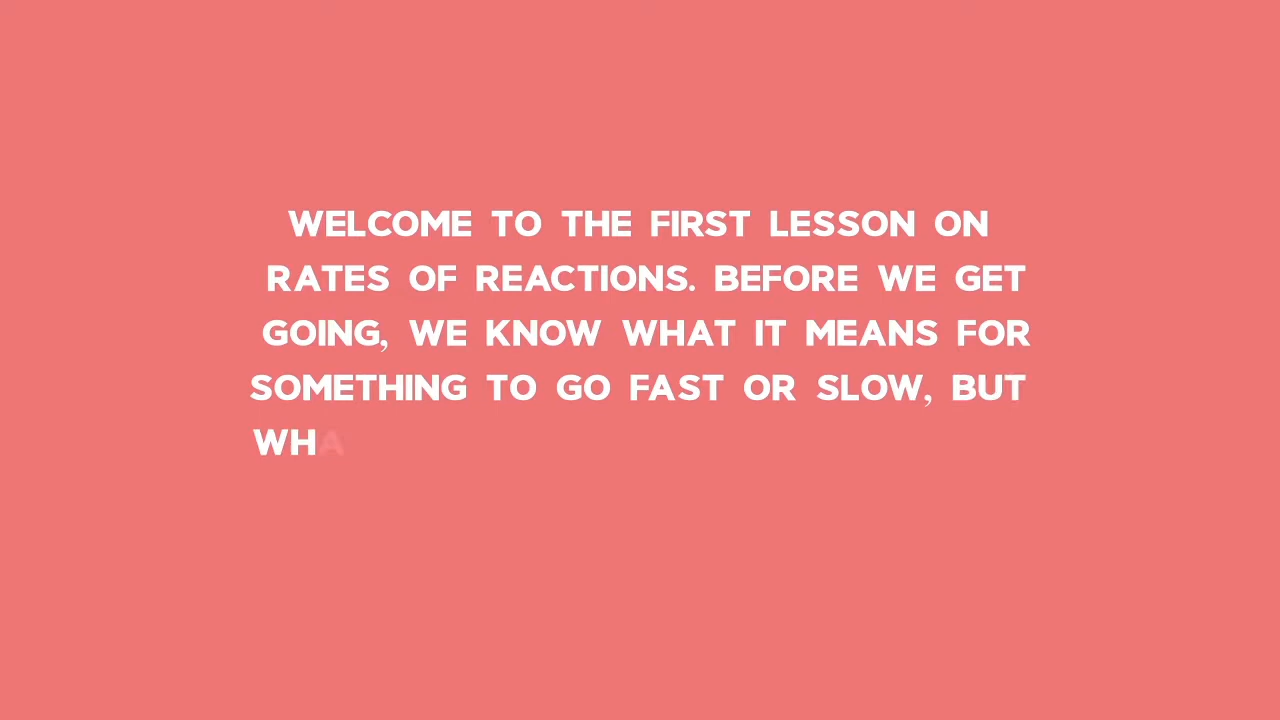 WELCOME TO THE FIRST LESSON ON
RATES OF REACTIONS. BEFORE WE GET
GOING, WE KNOW WHAT IT MEANS FOR
SOMETHING TO GO FAST OR SLOW, BUT
WHA